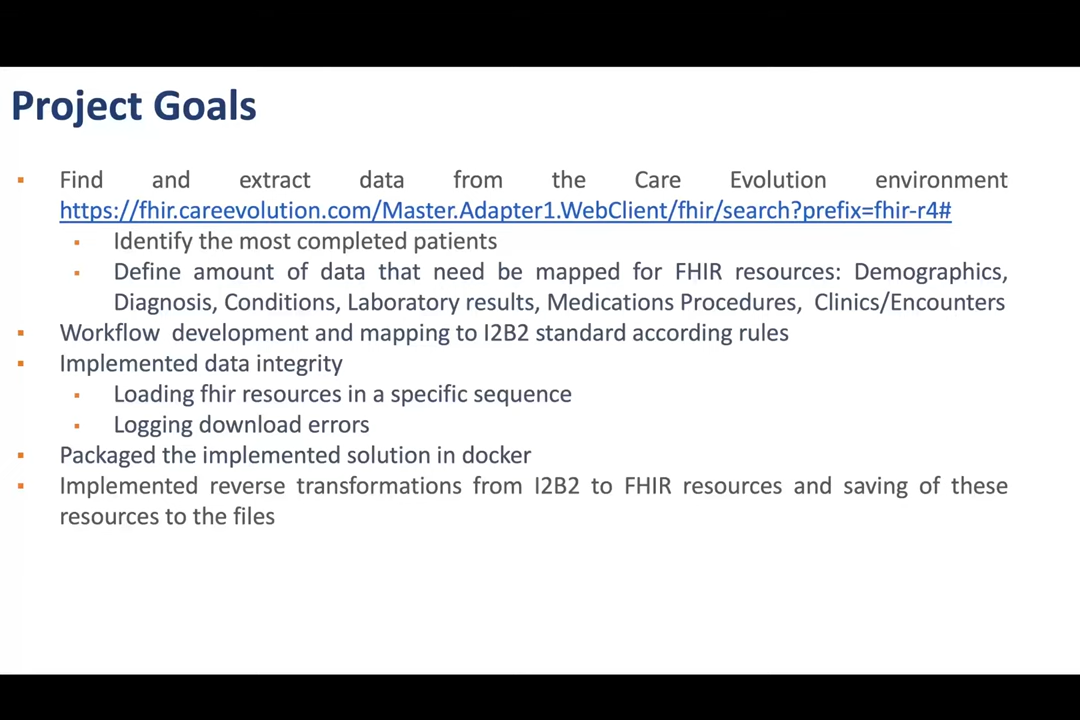 Project Goals
Find and extract data from the Care Evolution environment
https://fhir.careevolution.com/Master.Adapter1.WebClient/fhir/search?prefix=fhir-r4#
Identify the most completed patients
Define amount of data that need be mapped for FHIR resources: Demographics,
Diagnosis, Conditions, Laboratory results, Medications Procedures, Clinics/Encounters
Workflow development and mapping to I2B2 standard according rules
Implemented data integrity
Loading fhir resources in a specific sequence
Logging download errors
Packaged the implemented solution in docker
Implemented reverse transformations from I2B2 to FHIR resources and saving of these
resources to the files